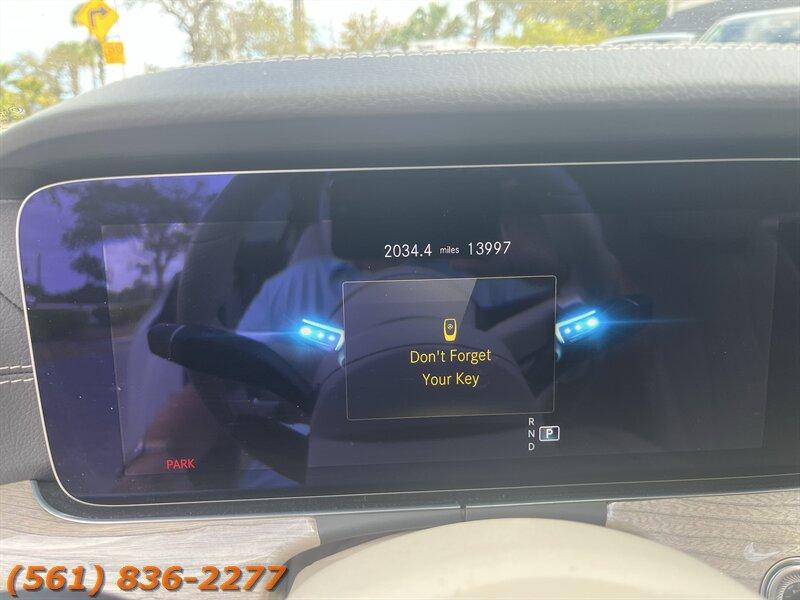 2034.4 miles 13997
Don't Forget
Your Key
R
N P
D
PARK
(561) 836-2277